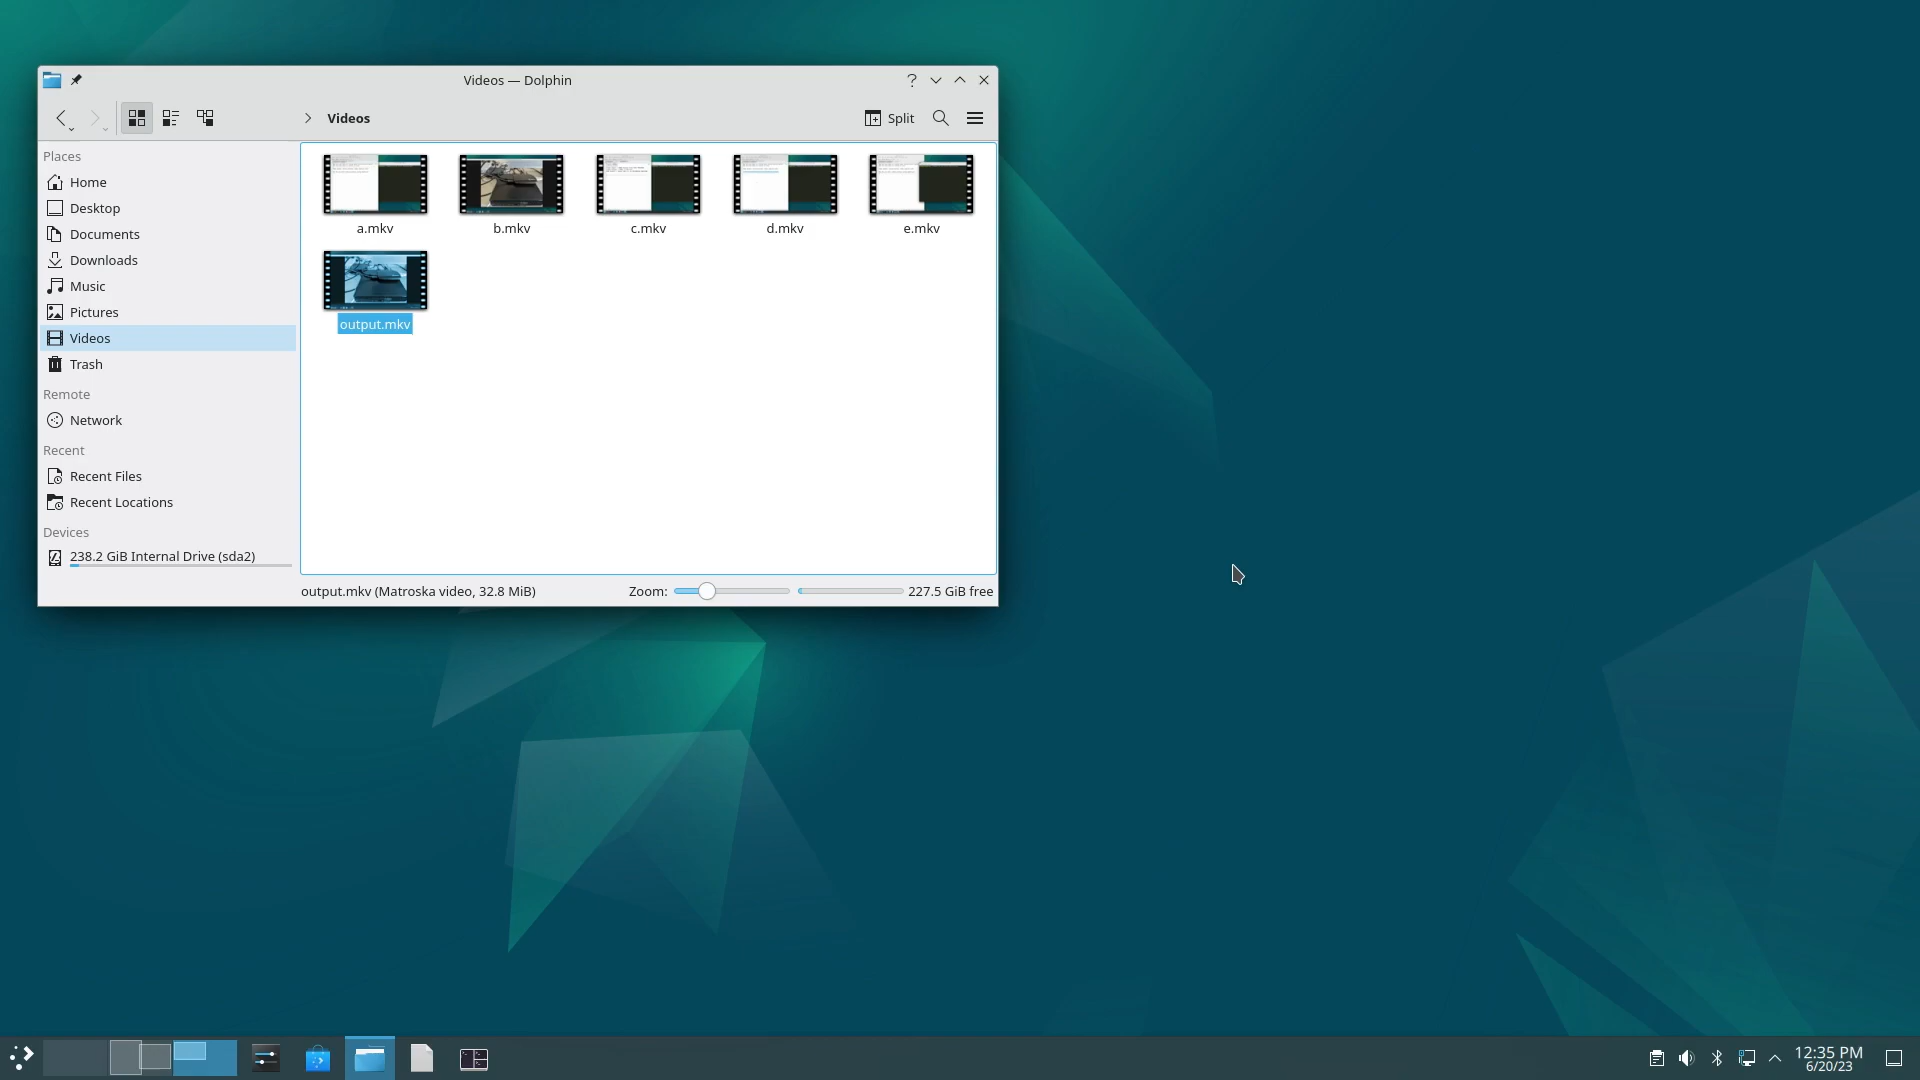 Videos — Dolphin
Videos
Split
Places
Home
Desktop
Documents
Downloads
Music
Pictures
Videos
Trash
Remote
Network
Recent
Recent Files
Recent Locations
Devices
238.2 GiB Internal Drive (sda2)
a.mkv
b.mkv
c.mkv
d.mkv
e.mkv
output.mkv
output.mkv (Matroska video, 32.8 MiB)
Zoom:
227.5 GiB free
12:35 PM
6/20/23